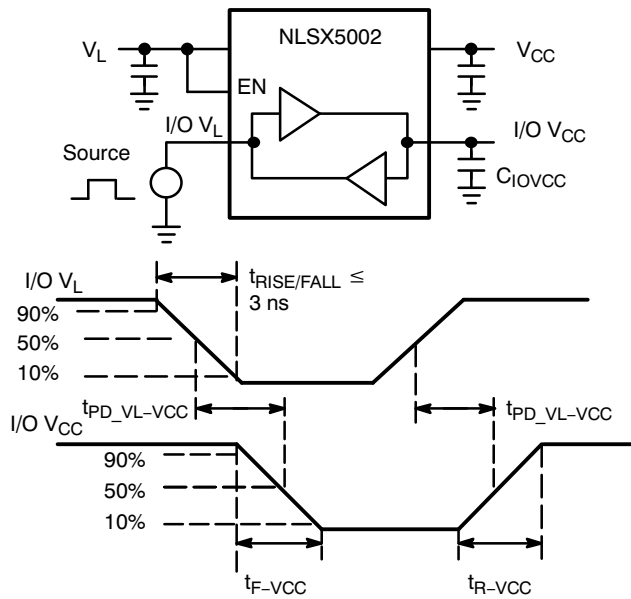 NLSX5002
V_L
V_CC
EN
I/O V_L
I/O V_CC
Source
C_IOVCC
I/O V_L
t_RISE/FALL ≤
3 ns
90%
50%
10%
t_PD_VL–VCC
t_PD_VL–VCC
I/O V_CC
90%
50%
10%
t_F–VCC
t_R–VCC